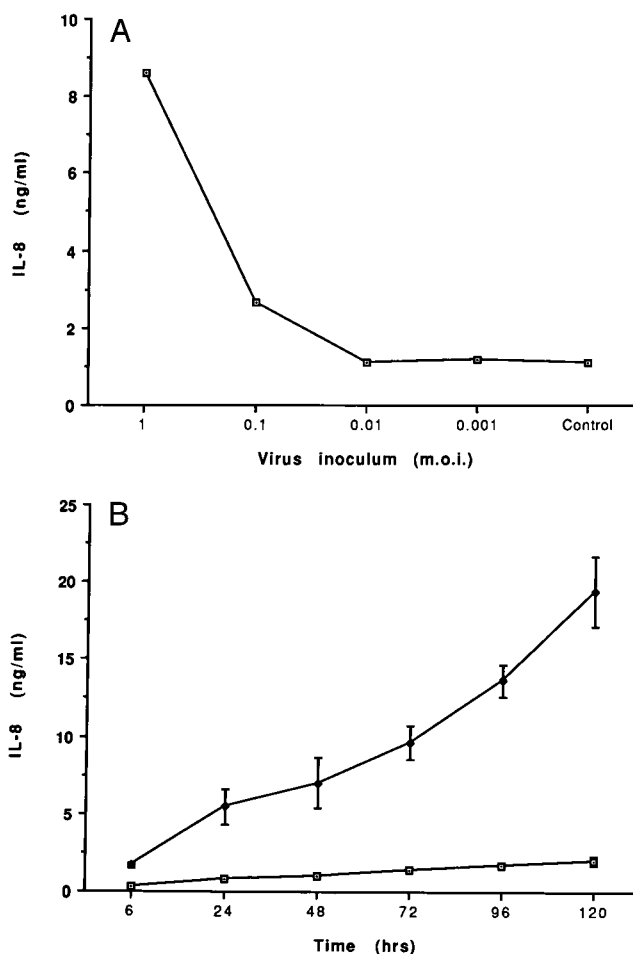 A
10
8
6
4
2
0
IL-8 (ng/ml)
1 0.1 0.01 0.001 Control
Virus inoculum (m.o.i.)
B
25
20
15
10
5
0
IL-8 (ng/ml)
6 24 48 72 96 120
Time (hrs)